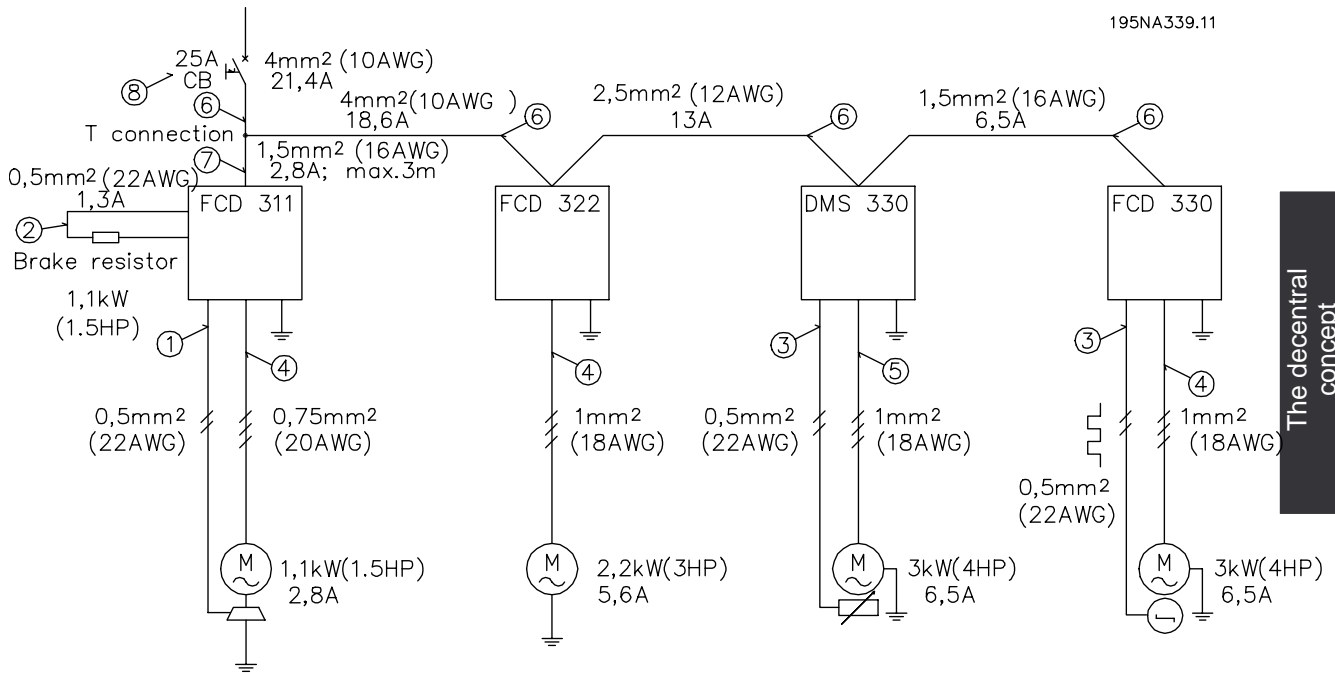 195NA339.11
25A
CB
4mm² (10AWG)
21,4A
8
6
4mm²(10AWG )
18,6A
6
2,5mm² (12AWG)
13A
6
1,5mm² (16AWG)
6,5A
6
T connection
7
1,5mm² (16AWG)
2,8A; max.3m
0,5mm² (22AWG)
1,3A
2
Brake resistor
FCD 311
FCD 322
DMS 330
FCD 330
1,1kW
(1.5HP)
1
4
4
3
5
3
4
0,5mm²
(22AWG)
0,75mm²
(20AWG)
1mm²
(18AWG)
0,5mm²
(22AWG)
1mm²
(18AWG)
0,5mm²
(22AWG)
1mm²
(18AWG)
M
1,1kW(1.5HP)
2,8A
M
2,2kW(3HP)
5,6A
M
3kW(4HP)
6,5A
M
3kW(4HP)
6,5A
The decentral
concept